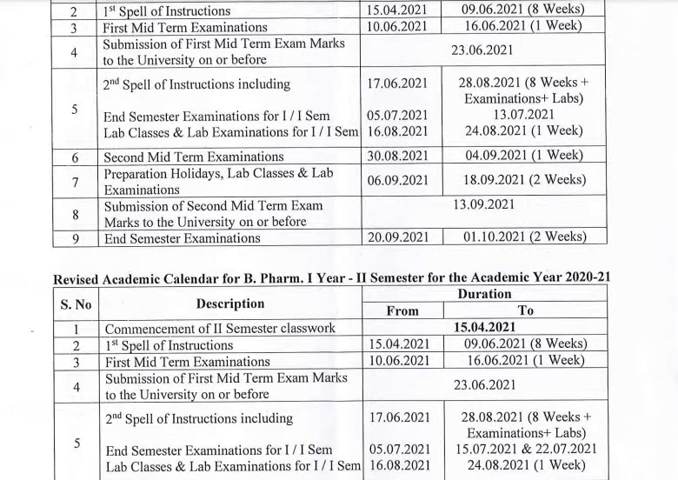 2 1st Spell of Instructions 15.04.2021 09.06.2021 (8 Weeks)
3 First Mid Term Examinations 10.06.2021 16.06.2021 (1 Week)
4 Submission of First Mid Term Exam Marks
to the University on or before 23.06.2021
5 2nd Spell of Instructions including 17.06.2021 28.08.2021 (8 Weeks +
Examinations+ Labs)
End Semester Examinations for I / I Sem 05.07.2021 13.07.2021
Lab Classes & Lab Examinations for I / I Sem 16.08.2021 24.08.2021 (1 Week)
6 Second Mid Term Examinations 30.08.2021 04.09.2021 (1 Week)
7 Preparation Holidays, Lab Classes & Lab
Examinations 06.09.2021 18.09.2021 (2 Weeks)
8 Submission of Second Mid Term Exam
Marks to the University on or before 13.09.2021
9 End Semester Examinations 20.09.2021 01.10.2021 (2 Weeks)
Revised Academic Calendar for B. Pharm. I Year - II Semester for the Academic Year 2020-21
S. No Description Duration
From To
1 Commencement of II Semester classwork 15.04.2021
2 1st Spell of Instructions 15.04.2021 09.06.2021 (8 Weeks)
3 First Mid Term Examinations 10.06.2021 16.06.2021 (1 Week)
4 Submission of First Mid Term Exam Marks
to the University on or before 23.06.2021
5 2nd Spell of Instructions including 17.06.2021 28.08.2021 (8 Weeks +
Examinations+ Labs)
End Semester Examinations for I / I Sem 05.07.2021 15.07.2021 & 22.07.2021
Lab Classes & Lab Examinations for I / I Sem 16.08.2021 24.08.2021 (1 Week)